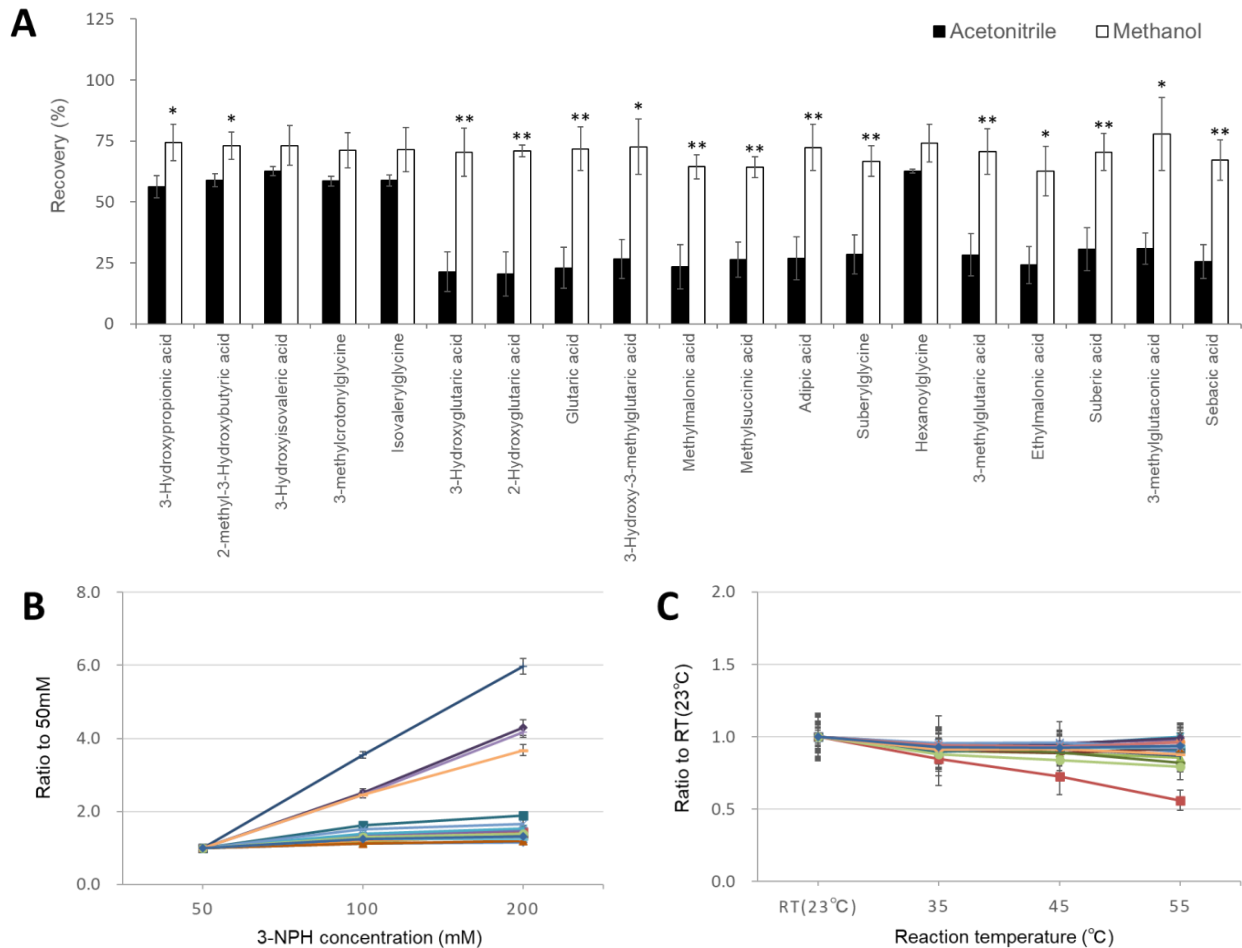 A
Acetonitrile
Methanol
125
100
75
50
25
0
Recovery (%)
*
*
**
**
**
*
**
**
**
**
**
*
**
*
**
3-Hydroxypropionic acid
2-methyl-3-Hydroxybutyric acid
3-Hydroxyisovaleric acid
3-methylcrotonylglycine
Isovalerylglycine
3-Hydroxyglutaric acid
2-Hydroxyglutaric acid
Glutaric acid
3-Hydroxy-3-methylglutaric acid
Methylmalonic acid
Methylsuccinic acid
Adipic acid
Suberylglycine
Hexanoylglycine
3-methylglutaric acid
Ethylmalonic acid
Suberic acid
3-methylglutaconic acid
Sebacic acid
B
8.0
6.0
4.0
2.0
0.0
Ratio to 50mM
50 100 200
3-NPH concentration (mM)
C
2.0
1.5
1.0
0.5
0.0
Ratio to RT(23℃)
RT(23℃) 35 45 55
Reaction temperature (℃)